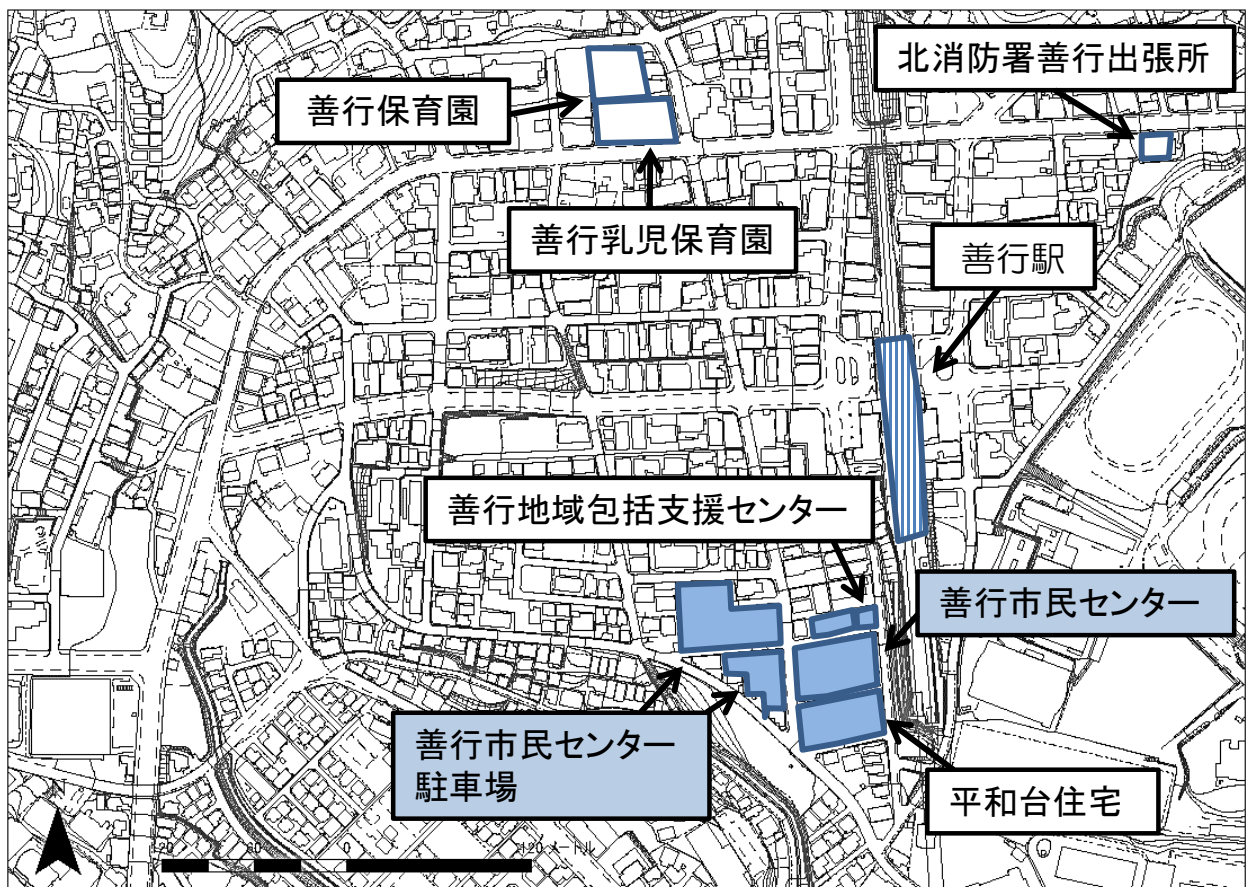 北消防署善行出張所
善行保育園
善行乳児保育園
善行駅
善行地域包括支援センター
善行市民センター
善行市民センター
駐車場
平和台住宅
0
120 メートル